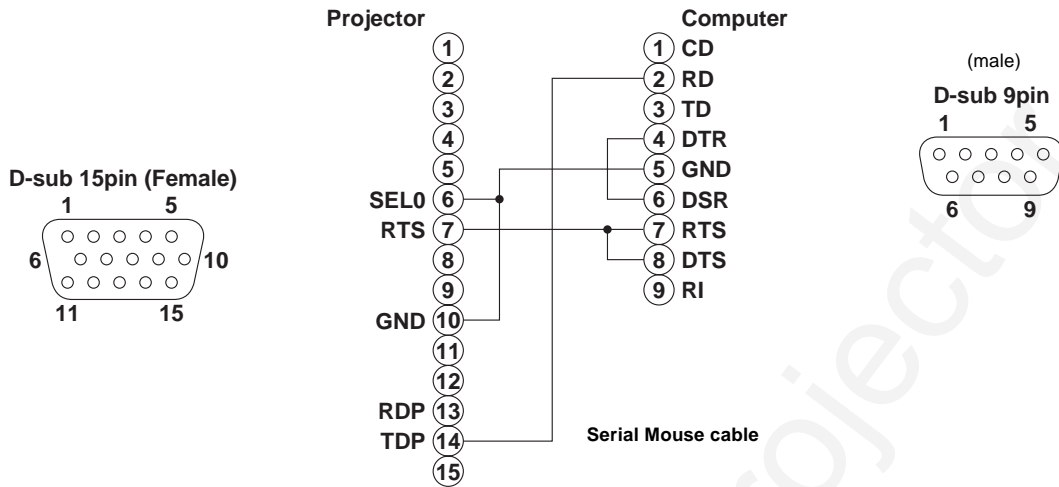 Projector Computer
1 1 CD
2 2 RD
3 3 TD
4 4 DTR
5 5 GND
SEL0 6 6 DSR
RTS 7 7 RTS
8 8 DTS
9 9 RI
GND 10
11
12
RDP 13
TDP 14
15
D-sub 15pin (Female)
1 5
6 10
11 15
(male)
D-sub 9pin
1 5
6 9
Serial Mouse cable
rojector